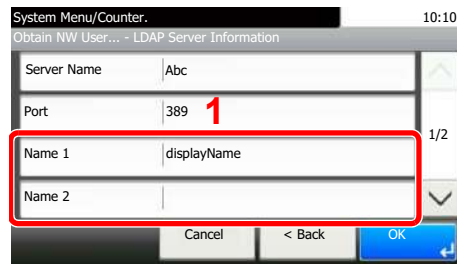 System Menu/Counter. 10:10
Obtain NW User... - LDAP Server Information
Server Name Abc
Port 389 1
1/2
Name 1 displayName
Name 2
Cancel < Back OK